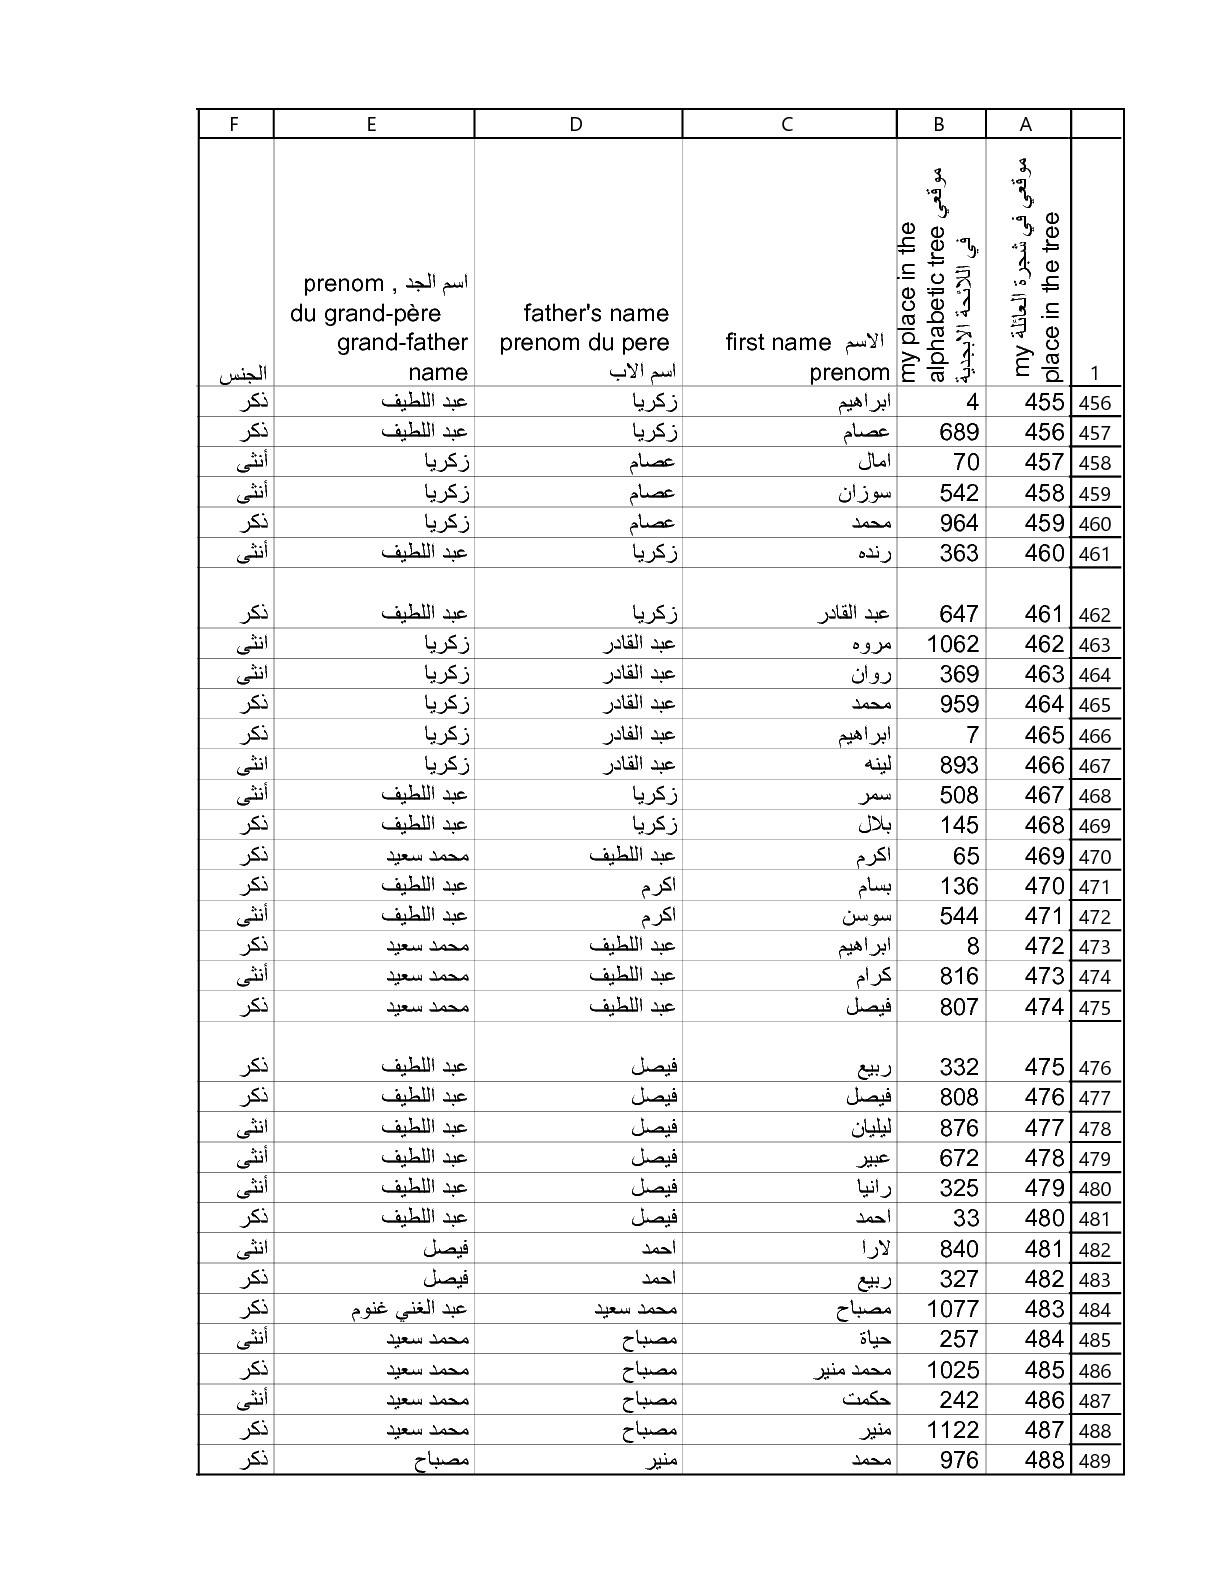 A B C D E F
1 موقعي في شجرة العائلة my place in the tree
my place in the alphabetic tree موقعي في اللائحة الابجدية
first name الاسم
prenom
father's name
prenom du pere
اسم الاب
prenom , اسم الجد
du grand-père
grand-father
name
الجنس
456 455 4 ابراهيم زكريا عبد اللطيف ذكر
457 456 689 عصام زكريا عبد اللطيف ذكر
458 457 70 امال عصام زكريا أنثى
459 458 542 سوزان عصام زكريا أنثى
460 459 964 محمد عصام زكريا ذكر
461 460 363 رنده زكريا عبد اللطيف أنثى
462 461 647 عبد القادر زكريا عبد اللطيف ذكر
463 462 1062 مروه عبد القادر زكريا انثى
464 463 369 روان عبد القادر زكريا انثى
465 464 959 محمد عبد القادر زكريا ذكر
466 465 7 ابراهيم عبد القادر زكريا ذكر
467 466 893 لينه عبد القادر زكريا انثى
468 467 508 سمر زكريا عبد اللطيف أنثى
469 468 145 بلال زكريا عبد اللطيف ذكر
470 469 65 اكرم عبد اللطيف محمد سعيد ذكر
471 470 136 بسام اكرم عبد اللطيف ذكر
472 471 544 سوسن اكرم عبد اللطيف أنثى
473 472 8 ابراهيم عبد اللطيف محمد سعيد ذكر
474 473 816 كرام عبد اللطيف محمد سعيد أنثى
475 474 807 فيصل عبد اللطيف محمد سعيد ذكر
476 475 332 ربيع فيصل عبد اللطيف ذكر
477 476 808 فيصل فيصل عبد اللطيف ذكر
478 477 876 ليليان فيصل عبد اللطيف انثى
479 478 672 عبير فيصل عبد اللطيف أنثى
480 479 325 رانيا فيصل عبد اللطيف أنثى
481 480 33 احمد فيصل عبد اللطيف ذكر
482 481 840 لارا احمد فيصل انثى
483 482 327 ربيع احمد فيصل ذكر
484 483 1077 مصباح محمد سعيد عبد الغني غنوم ذكر
485 484 257 حياة مصباح محمد سعيد أنثى
486 485 1025 محمد منير مصباح محمد سعيد ذكر
487 486 242 حكمت مصباح محمد سعيد أنثى
488 487 1122 منير مصباح محمد سعيد ذكر
489 488 976 محمد منير مصباح ذكر